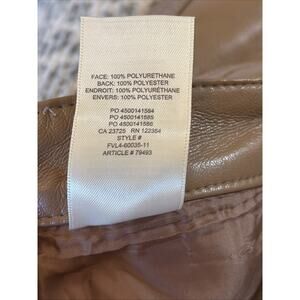 FACE: 100% POLYURETHANE
BACK: 100% POLYESTER
ENDROIT: 100% POLYURÉTHANE
ENVERS: 100% POLYESTER
PO 4500141584
PO 4500141585
PO 4500141586
CA 23725 RN 122364
STYLE #
FVL4-60035-11
ARTICLE # 79493